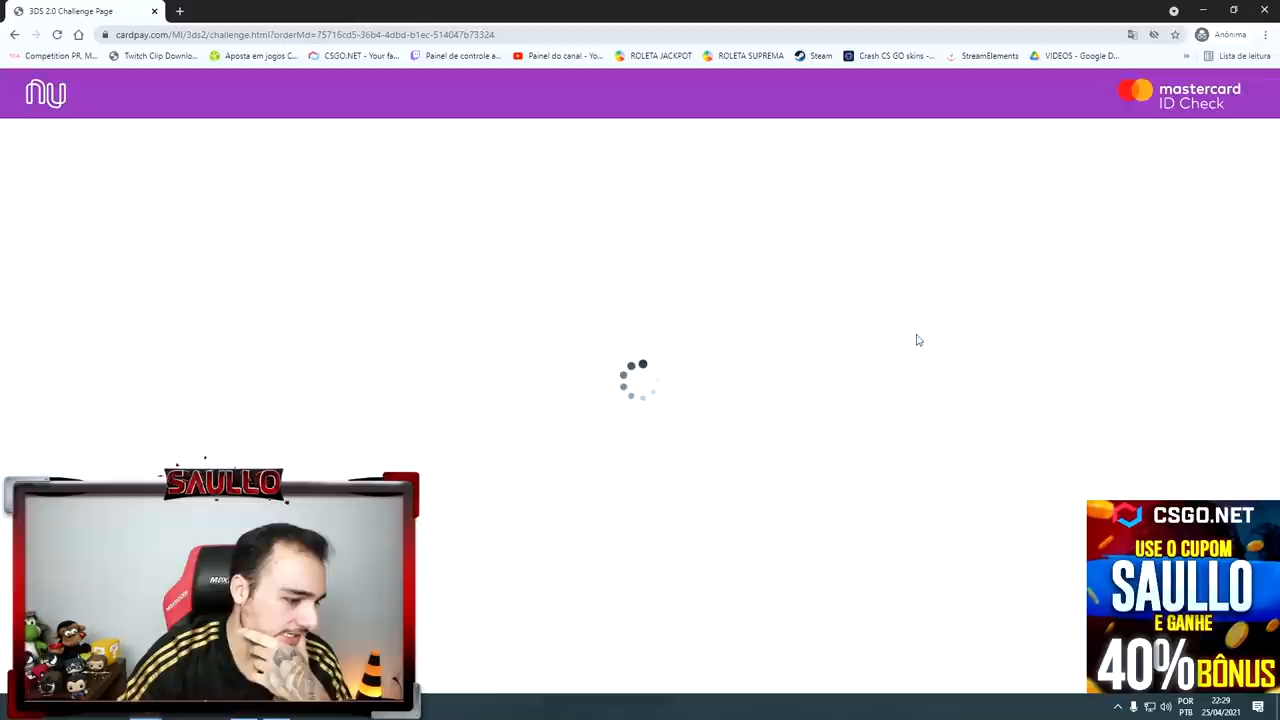 3DS 2.0 Challenge Page
cardpay.com/MI/3ds2/challenge.html?orderMd=75716cd5-36b4-4dbd-b1ec-514047b73324
Anônima
Competition PR, M...
Twitch Clip Downlo...
Aposta em jogos C...
CSGO.NET - Your fa...
Painel de controle a...
Painel do canal - Yo...
ROLETA JACKPOT
ROLETA SUPREMA
Steam
Crash CS GO skins -...
StreamElements
VIDEOS - Google D...
Lista de leitura
nu
mastercard
ID Check
SAULLO
CSGO.NET
USE O CUPOM
SAULLO
E GANHE
40% BÔNUS
POR
PTB
22:29
25/04/2021